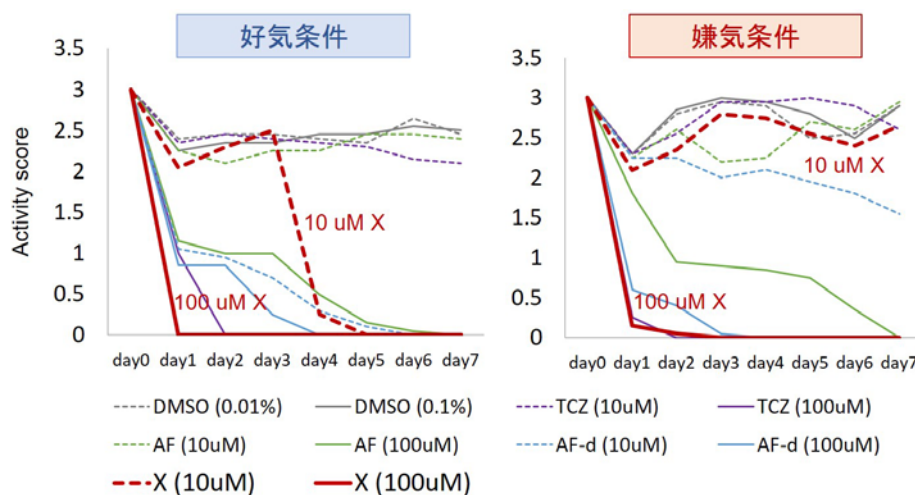 好気条件
嫌気条件
Activity score
3.5
3
2.5
2
1.5
1
0.5
0
10 uM X
100 uM X
day0 day1 day2 day3 day4 day5 day6 day7
3.5
3
2.5
2
1.5
1
0.5
0
10 uM X
100 uM X
day0 day1 day2 day3 day4 day5 day6 day7
DMSO (0.01%) DMSO (0.1%) TCZ (10uM) TCZ (100uM)
AF (10uM) AF (100uM) AF-d (10uM) AF-d (100uM)
X (10uM) X (100uM)